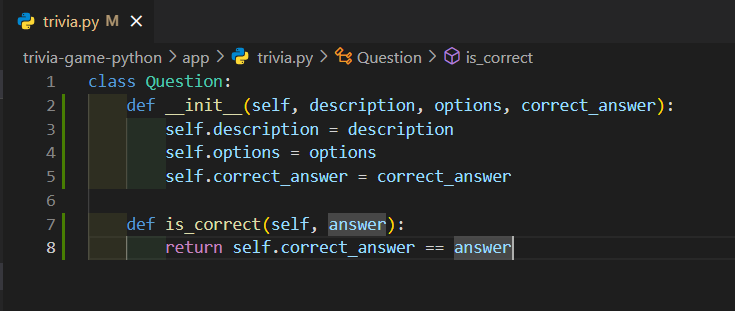 trivia.py M ×
trivia-game-python > app > trivia.py > Question > is_correct
1 class Question:
2     def __init__(self, description, options, correct_answer):
3         self.description = description
4         self.options = options
5         self.correct_answer = correct_answer
6
7     def is_correct(self, answer):
8         return self.correct_answer == answer